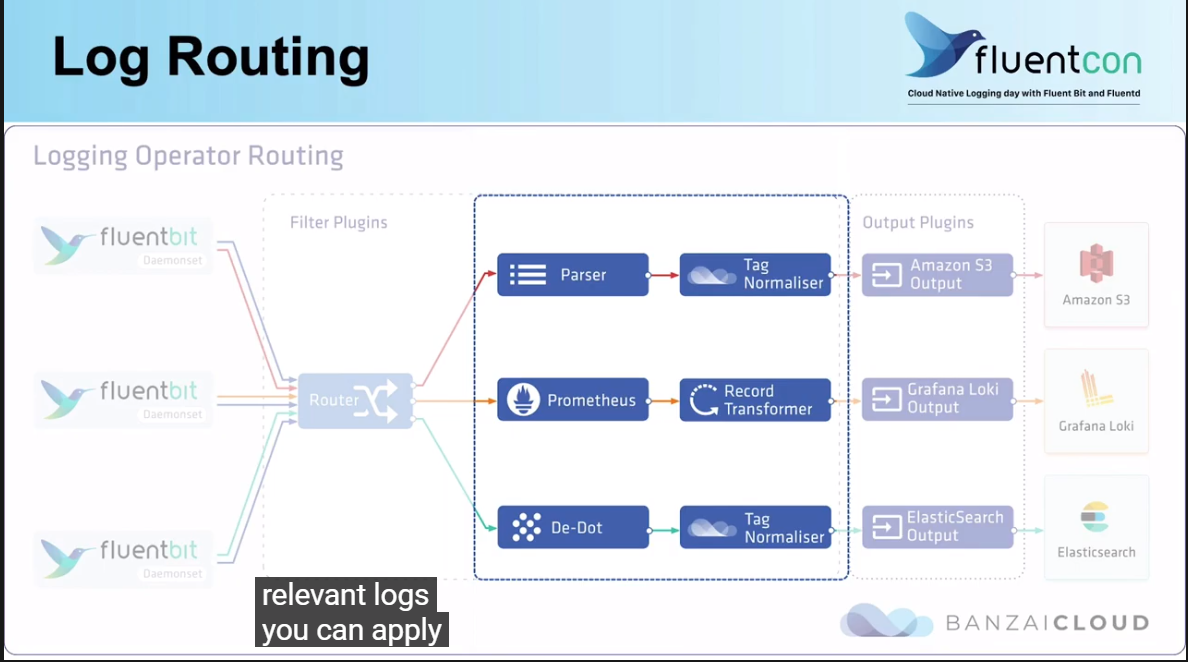 Log Routing
fluentcon
Cloud Native Logging day with Fluent Bit and Fluentd
Logging Operator Routing
Filter Plugins
Output Plugins
fluentbit
Daemonset
fluentbit
Daemonset
fluentbit
Daemonset
Router
Parser
Tag
Normaliser
Amazon S3
Output
Amazon S3
Prometheus
Record
Transformer
Grafana Loki
Output
Grafana Loki
De-Dot
Tag
Normaliser
ElasticSearch
Output
Elasticsearch
relevant logs
you can apply
BANZAICLOUD